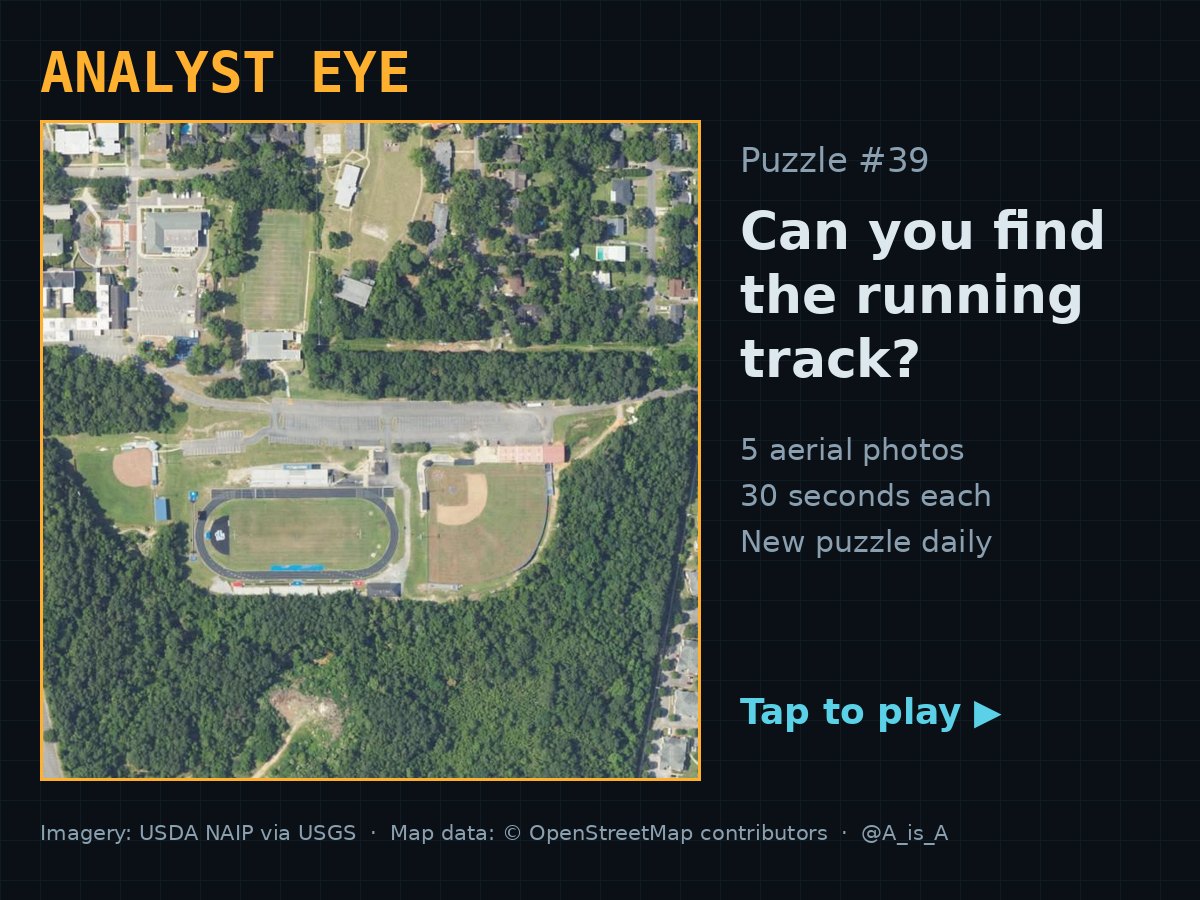 ANALYST EYE
Puzzle #39
Can you find
the running
track?
5 aerial photos
30 seconds each
New puzzle daily
Tap to play ▶
Imagery: USDA NAIP via USGS · Map data: © OpenStreetMap contributors · @A_is_A